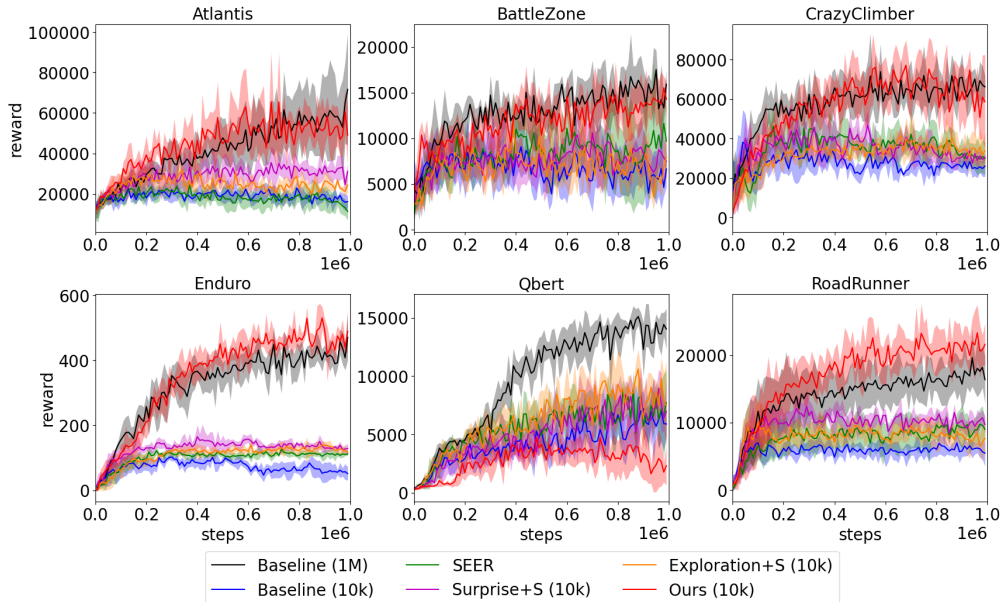 Atlantis BattleZone CrazyClimber
100000
80000
60000
40000
20000
reward
20000
15000
10000
5000
0
80000
60000
40000
20000
0
0.0 0.2 0.4 0.6 0.8 1.0 0.0 0.2 0.4 0.6 0.8 1.0 0.0 0.2 0.4 0.6 0.8 1.0
steps 1e6 steps 1e6 steps 1e6
Enduro Qbert RoadRunner
600
400
200
0
reward
15000
10000
5000
0
20000
10000
0
0.0 0.2 0.4 0.6 0.8 1.0 0.0 0.2 0.4 0.6 0.8 1.0 0.0 0.2 0.4 0.6 0.8 1.0
steps 1e6 steps 1e6 steps 1e6
Baseline (1M) SEER Exploration+S (10k)
Baseline (10k) Surprise+S (10k) Ours (10k)